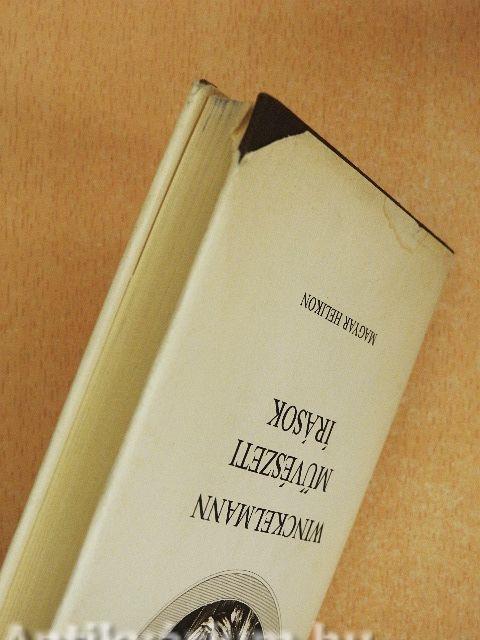 WINCKELMANN
MŰVÉSZETI
ÍRÁSOK
MAGYAR HELIKON